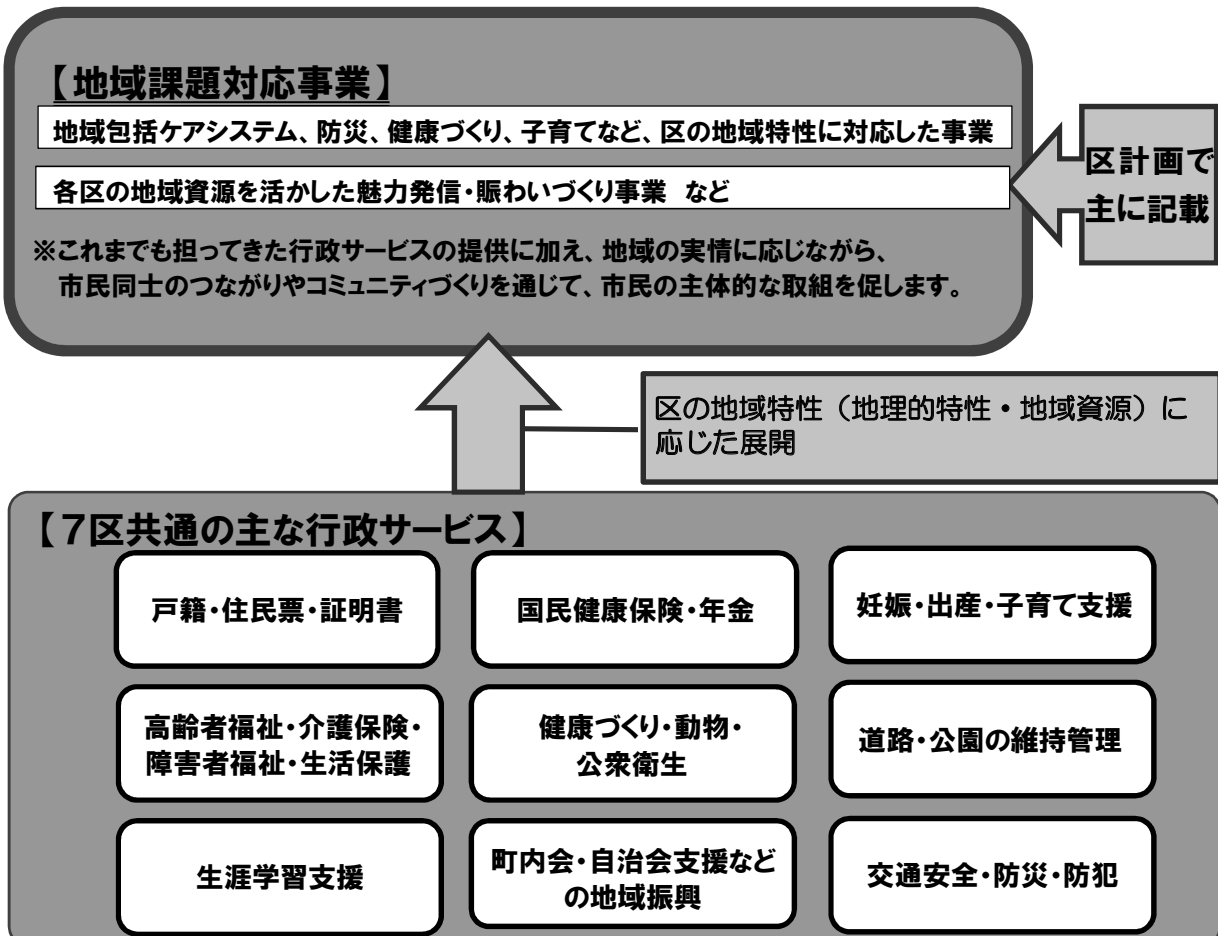 【地域課題対応事業】
地域包括ケアシステム、防災、健康づくり、子育てなど、区の地域特性に対応した事業
各区の地域資源を活かした魅力発信・賑わいづくり事業 など
※これまでも担ってきた行政サービスの提供に加え、地域の実情に応じながら、
市民同士のつながりやコミュニティづくりを通じて、市民の主体的な取組を促します。
区計画で
主に記載
区の地域特性（地理的特性・地域資源）に
応じた展開
【7区共通の主な行政サービス】
戸籍・住民票・証明書
国民健康保険・年金
妊娠・出産・子育て支援
高齢者福祉・介護保険・
障害者福祉・生活保護
健康づくり・動物・
公衆衛生
道路・公園の維持管理
生涯学習支援
町内会・自治会支援など
の地域振興
交通安全・防災・防犯